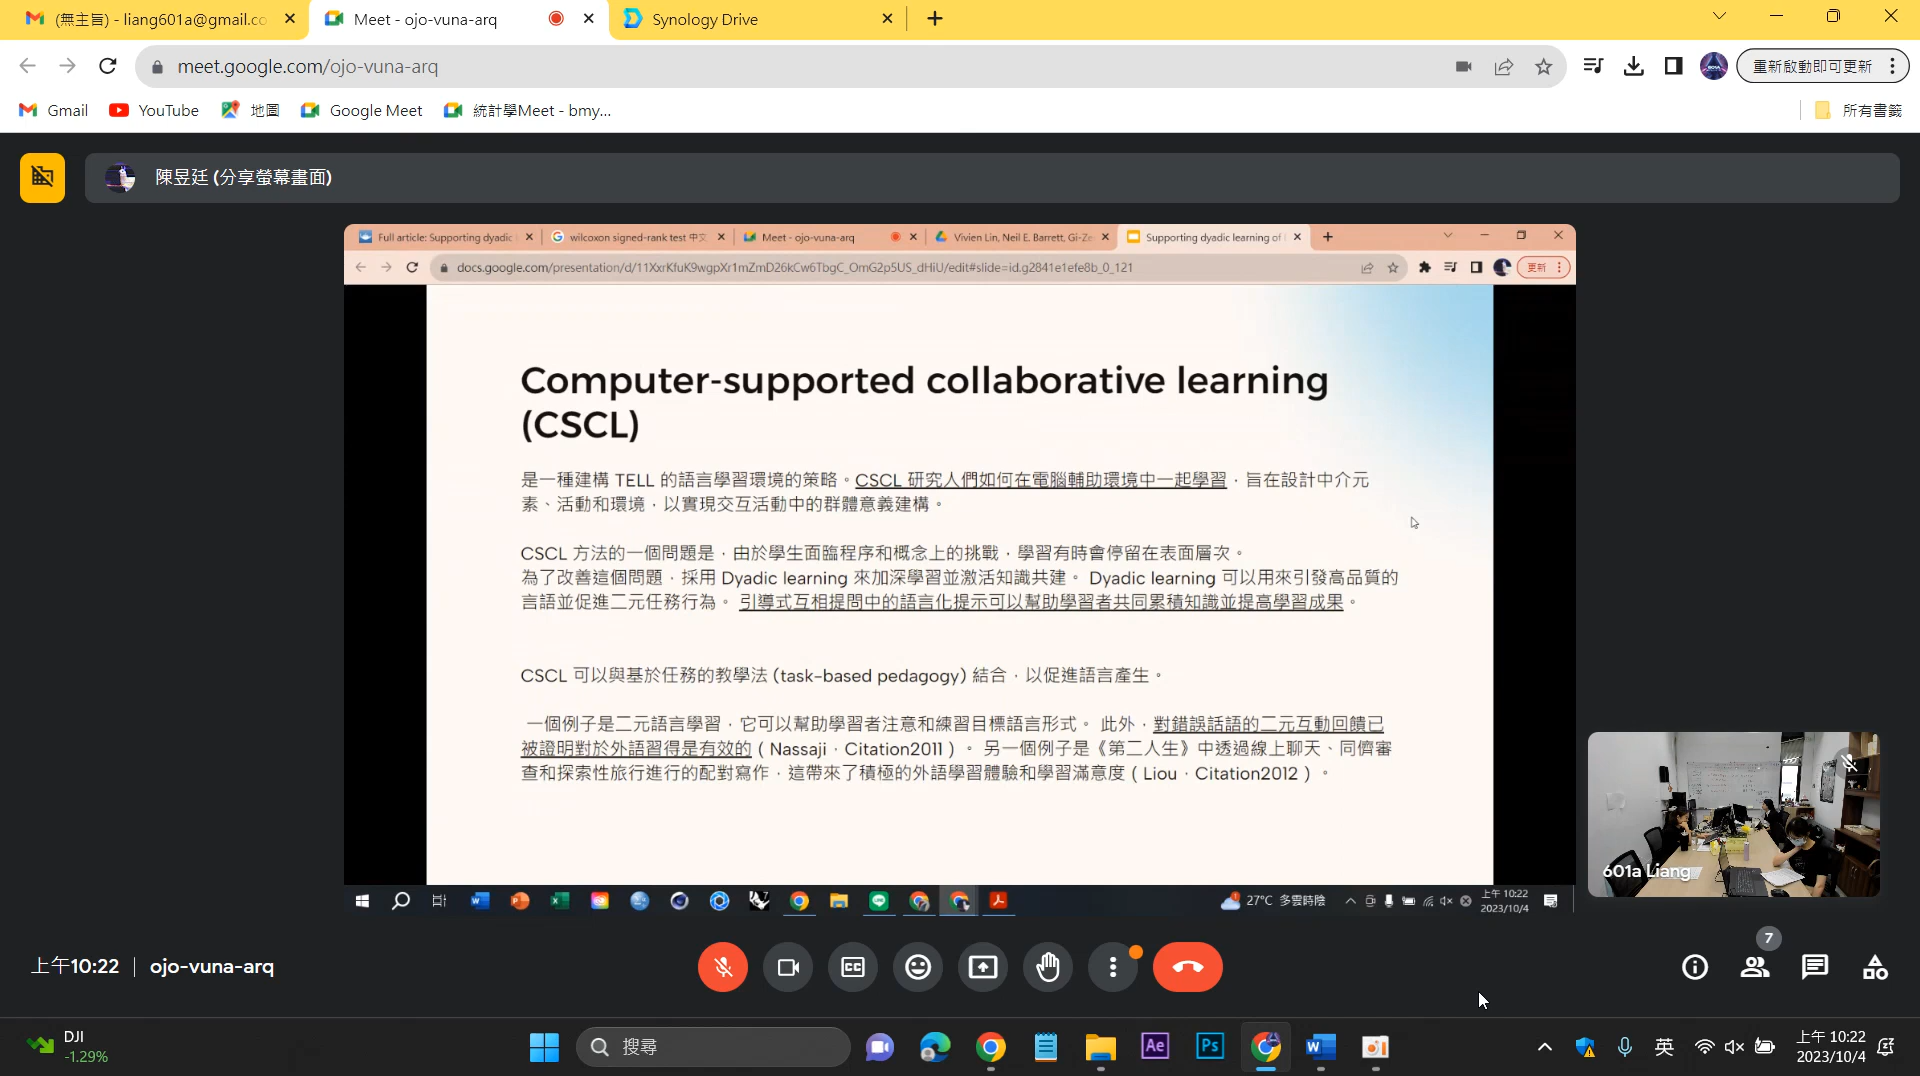 (無主旨) - liang601a@gmail.co
Meet - ojo-vuna-arq
Synology Drive
meet.google.com/ojo-vuna-arq
重新啟動即可更新
Gmail
YouTube
地圖
Google Meet
統計學Meet - bmy...
所有書籤
陳昱廷 (分享螢幕畫面)
Full article: Supporting dyadic
wilcoxon signed-rank test 中文
Meet - ojo-vuna-arq
Vivien Lin, Neil E. Barrett, Gi-Ze
Supporting dyadic learning of
docs.google.com/presentation/d/11XxrKfuK9wgpXr1mZmD26kCw6TbgC_OmG2p5US_dHiU/edit#slide=id.g2841e1efe8b_0_121
更新
Computer-supported collaborative learning
(CSCL)
是一種建構 TELL 的語言學習環境的策略。CSCL 研究人們如何在電腦輔助環境中一起學習，旨在設計中介元
素、活動和環境，以實現交互活動中的群體意義建構。
CSCL 方法的一個問題是，由於學生面臨程序和概念上的挑戰，學習有時會停留在表面層次。
為了改善這個問題，採用 Dyadic learning 來加深學習並激活知識共建。 Dyadic learning 可以用來引發高品質的
言語並促進二元任務行為。 引導式互相提問中的語言化提示可以幫助學習者共同累積知識並提高學習成果。
CSCL 可以與基於任務的教學法 (task-based pedagogy) 結合，以促進語言產生。
一個例子是二元語言學習，它可以幫助學習者注意和練習目標語言形式。 此外，對錯誤話語的二元互動回饋已
被證明對於外語習得是有效的（Nassaji，Citation2011）。 另一個例子是《第二人生》中透過線上聊天、同儕審
查和探索性旅行進行的配對寫作，這帶來了積極的外語學習體驗和學習滿意度（Liou，Citation2012）。
601a Liang
27°C 多雲時陰
上午 10:22
2023/10/4
上午10:22
ojo-vuna-arq
7
DJI
-1.29%
搜尋
Ae
Ps
英
上午 10:22
2023/10/4